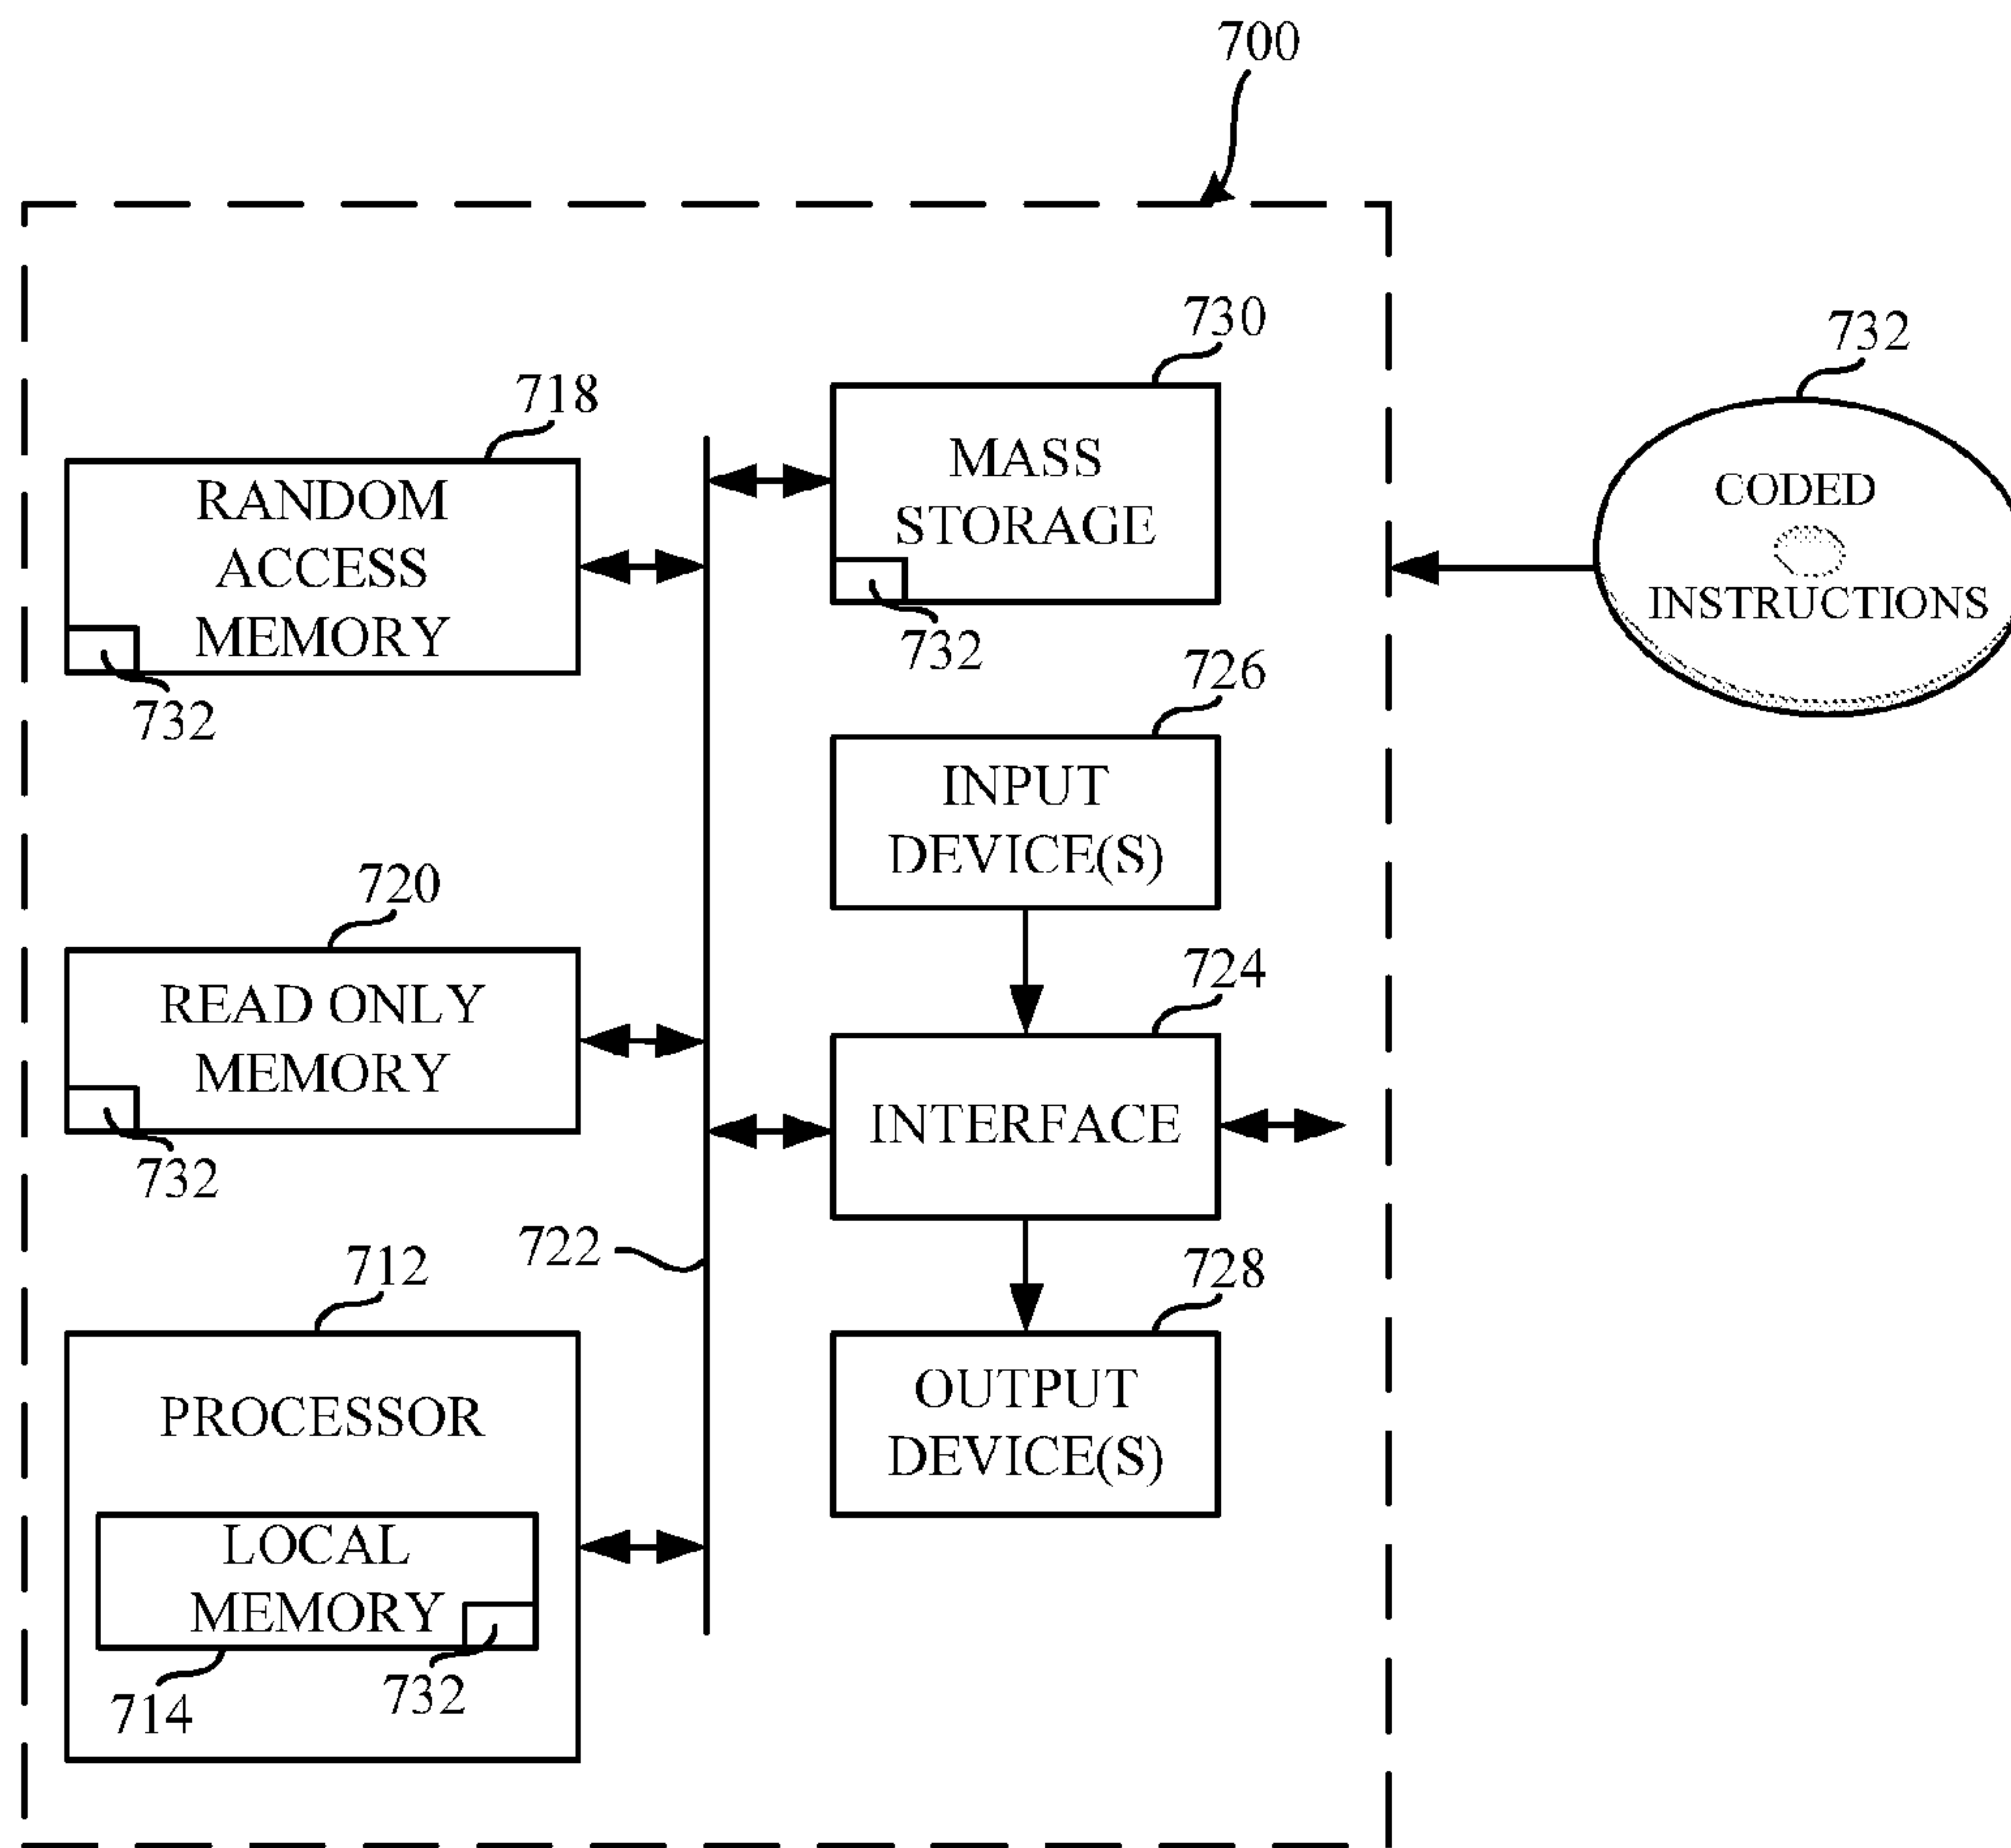 700
730
732
718
MASS
STORAGE
732
RANDOM
ACCESS
MEMORY
732
CODED
INSTRUCTIONS
726
INPUT
DEVICE(S)
720
READ ONLY
MEMORY
732
724
INTERFACE
722
712
728
PROCESSOR
OUTPUT
DEVICE(S)
LOCAL
MEMORY
732
714